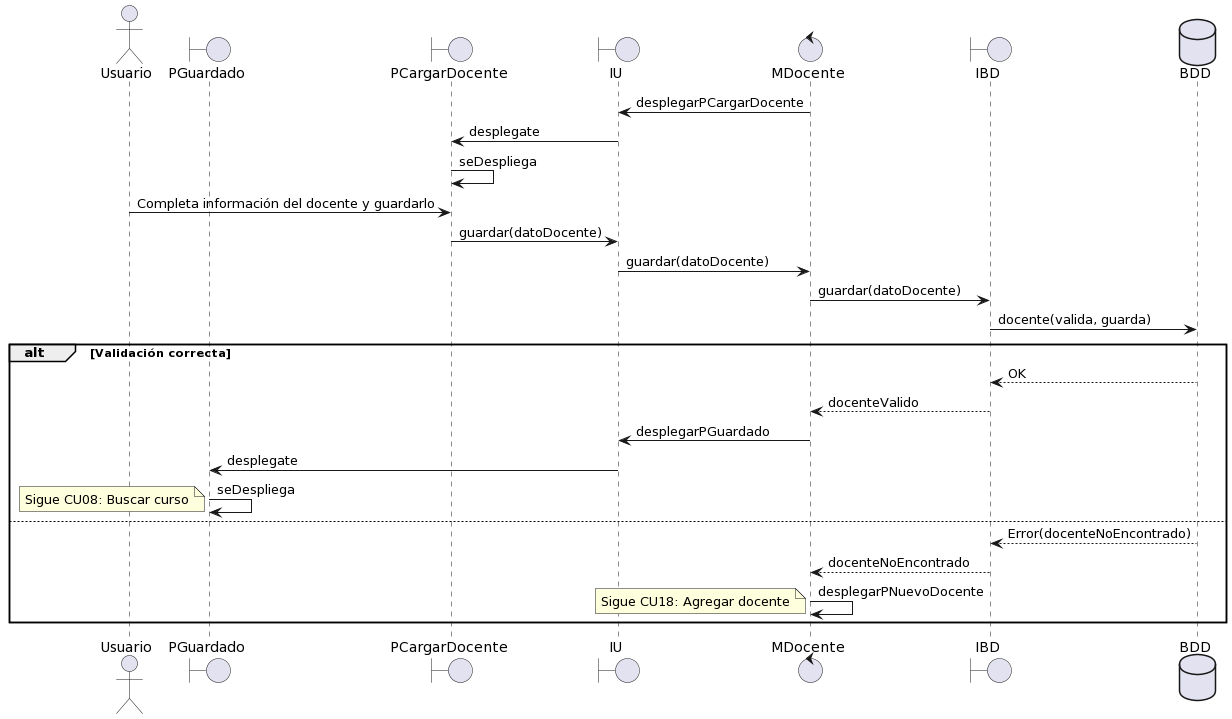 Usuario PGuardado PCargarDocente IU MDocente IBD BDD
desplegarPCargarDocente
desplegate
seDespliega
Completa información del docente y guardarlo
guardar(datoDocente)
guardar(datoDocente)
guardar(datoDocente)
docente(valida, guarda)
alt [Validación correcta]
OK
docenteValido
desplegarPGuardado
desplegate
seDespliega
Sigue CU08: Buscar curso
Error(docenteNoEncontrado)
docenteNoEncontrado
desplegarPNuevoDocente
Sigue CU18: Agregar docente
Usuario PGuardado PCargarDocente IU MDocente IBD BDD